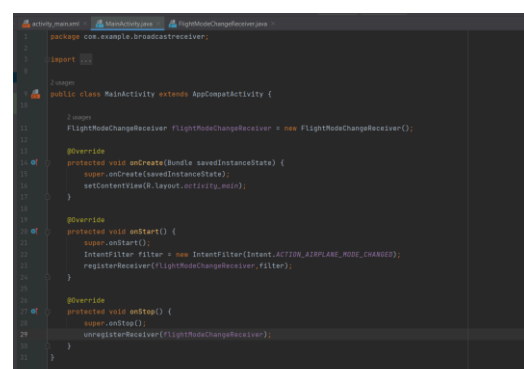 activity_main.xml MainActivity.java FlightModeChangeReceiver.java
1 package com.example.broadcastreceiver;
2
3 import ...
8
2 usages
9 public class MainActivity extends AppCompatActivity {
10
2 usages
11 FlightModeChangeReceiver flightModeChangeReceiver = new FlightModeChangeReceiver();
12
13 @Override
14 protected void onCreate(Bundle savedInstanceState) {
15 super.onCreate(savedInstanceState);
16 setContentView(R.layout.activity_main);
17 }
18
19 @Override
20 protected void onStart() {
21 super.onStart();
22 IntentFilter filter = new IntentFilter(Intent.ACTION_AIRPLANE_MODE_CHANGED);
23 registerReceiver(flightModeChangeReceiver,filter);
24 }
25
26 @Override
27 protected void onStop() {
28 super.onStop();
29 unregisterReceiver(flightModeChangeReceiver);
30 }
31 }